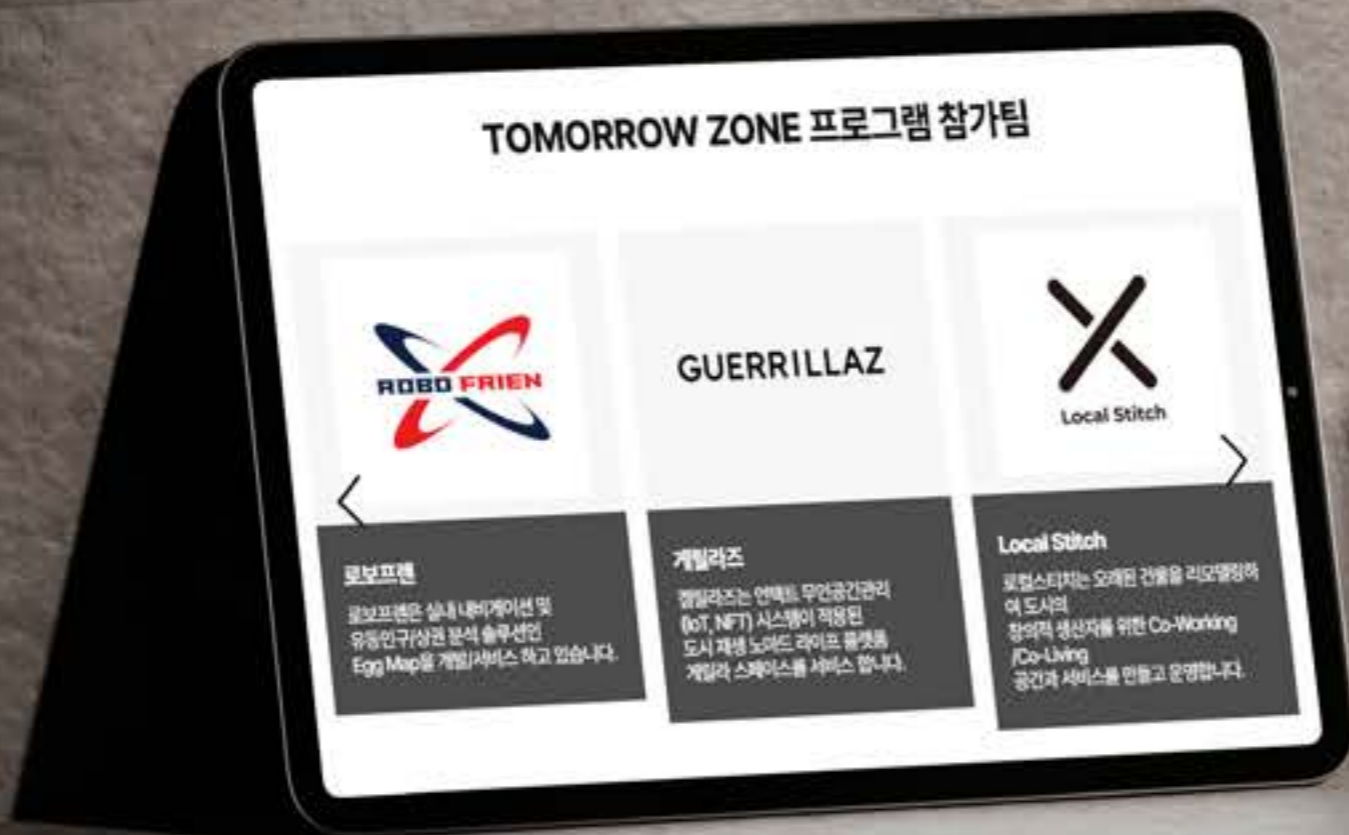 TOMORROW ZONE 프로그램 참가팀
ROBO FRIEN
GUERRILLAZ
Local Stitch
로보프렌
로보프렌은 실내 내비게이션 및
유동인구/상권 분석 솔루션인
Egg Map을 개발/서비스 하고 있습니다.
게릴라즈
겔릴라즈는 언택트 무인공간관리
(IoT, NFT) 시스템이 적용된
도시 재생 노마드 라이프 플랫폼
게릴라 스페이스를 서비스 합니다.
Local Stitch
로컬스티치는 오래된 건물을 리모델링하
여 도시의
창의적 생산자를 위한 Co-Working
/Co-Living
공간과 서비스를 만들고 운영합니다.